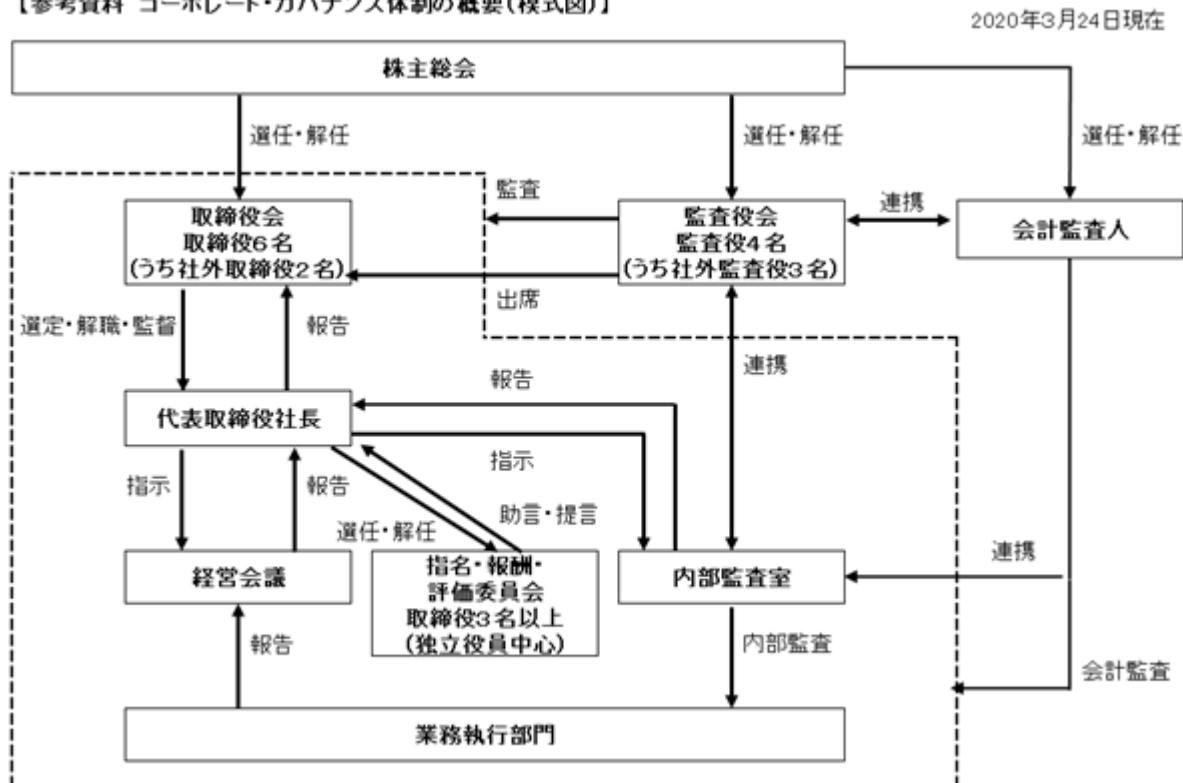 【参考資料 コーポレート・ガバナンス体制の概要(模式図)】
2020年3月24日現在
株主総会
選任・解任
選任・解任
選任・解任
監査
連携
取締役会
取締役6名
(うち社外取締役2名)
監査役会
監査役4名
(うち社外監査役3名)
会計監査人
出席
選定・解職・監督
報告
連携
報告
代表取締役社長
指示
指示
報告
助言・提言
選任・解任
連携
経営会議
指名・報酬・
評価委員会
取締役3名以上
(独立役員中心)
内部監査室
報告
内部監査
会計監査
業務執行部門